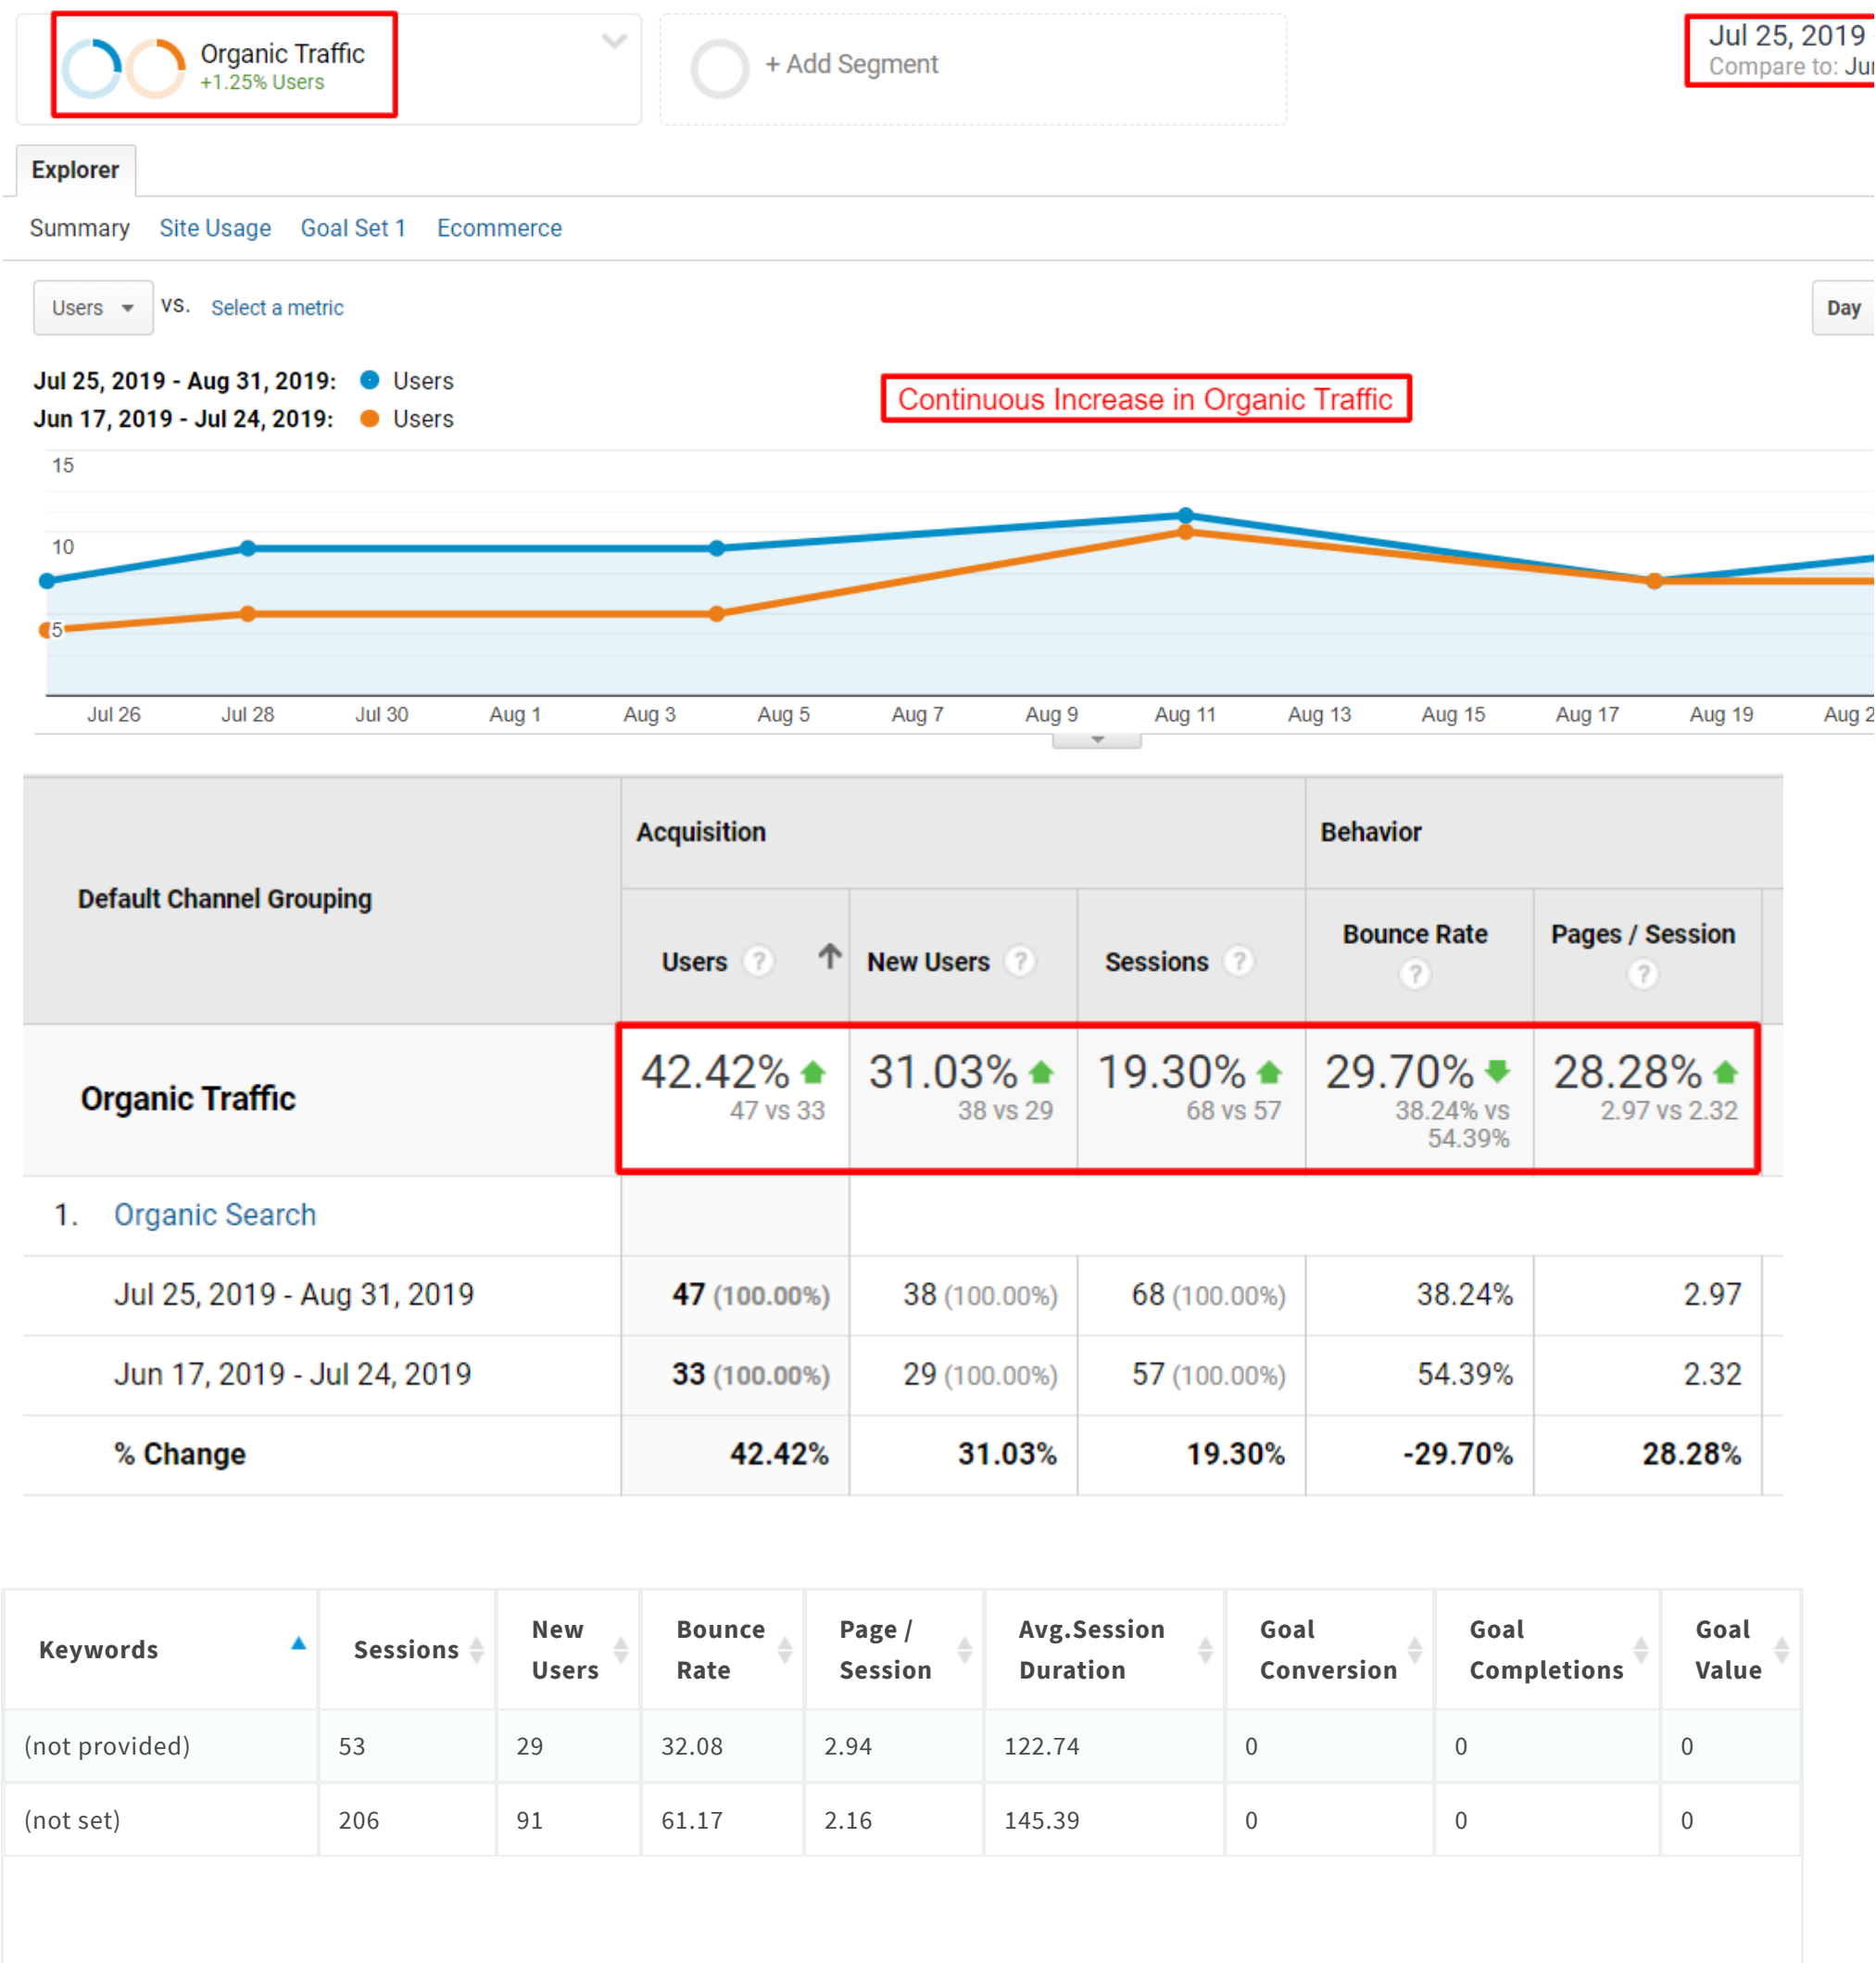 Organic Traffic
+1.25% Users
+ Add Segment
Jul 25, 2019
Compare to:
Explorer
Summary Site Usage Goal Set 1 Ecommerce
Users VS. Select a metric
Day
Jul 25, 2019 - Aug 31, 2019: Users
Jun 17, 2019 - Jul 24, 2019: Users
Continuous Increase in Organic Traffic
15
10
5
Jul 26 Jul 28 Jul 30 Aug 1 Aug 3 Aug 5 Aug 7 Aug 9 Aug 11 Aug 13 Aug 15 Aug 17 Aug 19 Aug
Default Channel Grouping
Acquisition
Behavior
Users ? New Users ? Sessions ? Bounce Rate ? Pages / Session ?
Organic Traffic
42.42% 31.03% 19.30% 29.70% 28.28%
47 vs 33 38 vs 29 68 vs 57 38.24% vs 2.97 vs 2.32
54.39%
1. Organic Search
Jul 25, 2019 - Aug 31, 2019 47 (100.00%) 38 (100.00%) 68 (100.00%) 38.24% 2.97
Jun 17, 2019 - Jul 24, 2019 33 (100.00%) 29 (100.00%) 57 (100.00%) 54.39% 2.32
% Change 42.42% 31.03% 19.30% -29.70% 28.28%
Keywords Sessions New Users Bounce Rate Page / Session Avg.Session Duration Goal Conversion Goal Completions Goal Value
(not provided) 53 29 32.08 2.94 122.74 0 0 0
(not set) 206 91 61.17 2.16 145.39 0 0 0